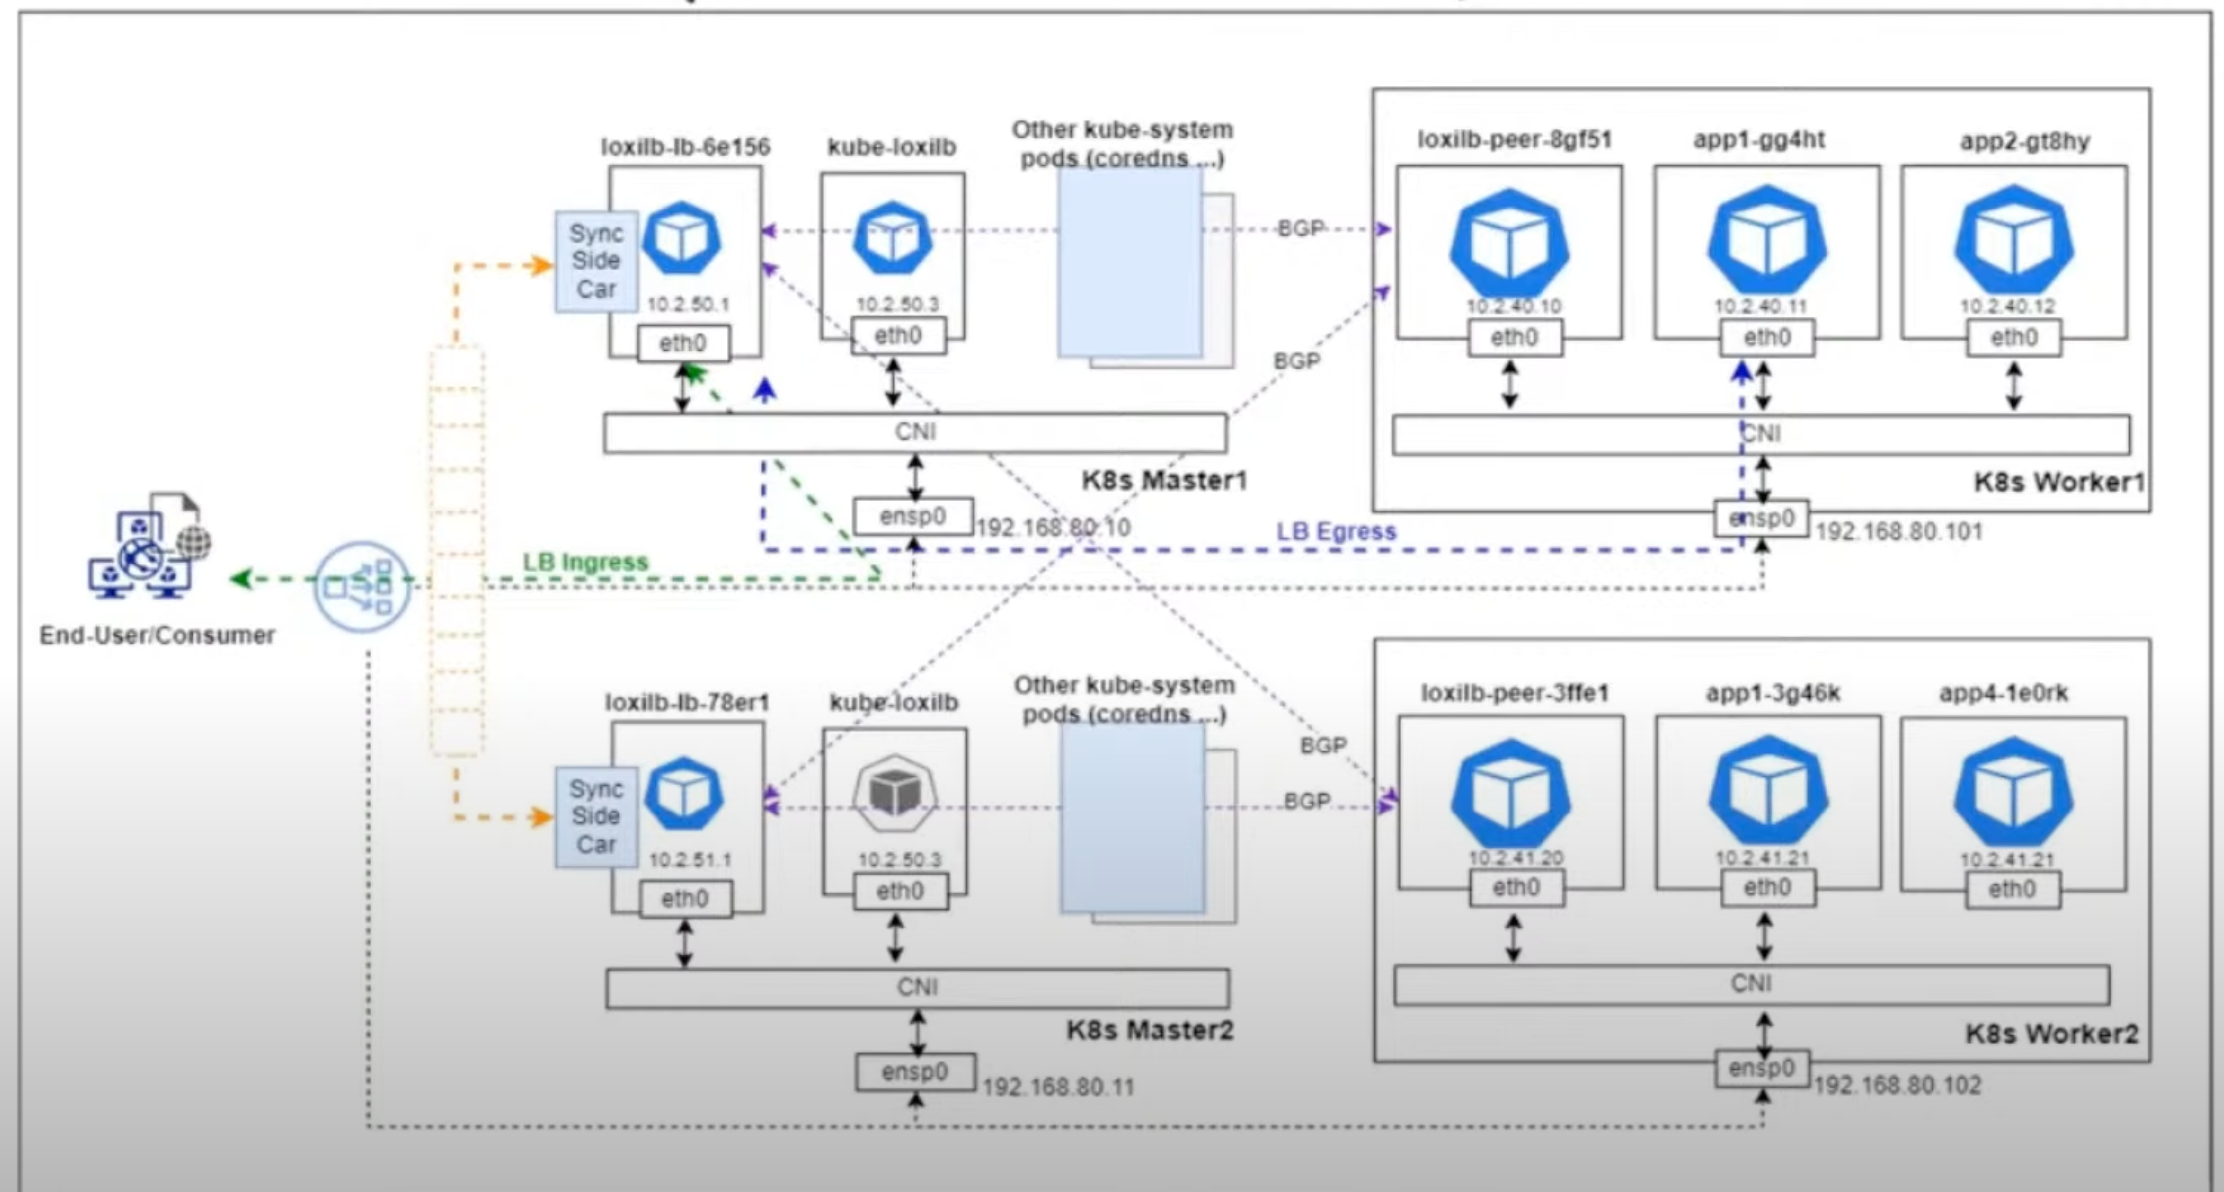 loxilb-lb-6e156
kube-loxilb
Other kube-system
pods (coredns ...)
loxilb-peer-8gf51
app1-gg4ht
app2-gt8hy
Sync
Side
Car
BGP
10.2.50.1
10.2.50.3
10.2.40.10
10.2.40.11
10.2.40.12
eth0
eth0
eth0
eth0
eth0
BGP
CNI
CNI
K8s Master1
K8s Worker1
ensp0
192.168.80.10
LB Egress
ensp0
192.168.80.101
LB Ingress
End-User/Consumer
loxilb-lb-78er1
kube-loxilb
Other kube-system
pods (coredns ...)
loxilb-peer-3ffe1
app1-3g46k
app4-1e0rk
BGP
Sync
Side
Car
BGP
10.2.51.1
10.2.50.3
10.2.41.20
10.2.41.21
10.2.41.21
eth0
eth0
eth0
eth0
eth0
CNI
CNI
K8s Master2
K8s Worker2
ensp0
192.168.80.11
ensp0
192.168.80.102